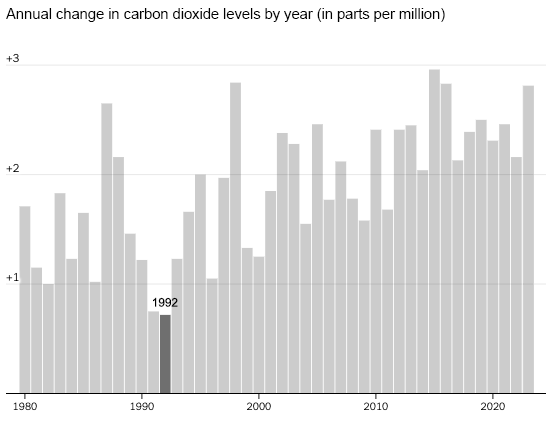 Annual change in carbon dioxide levels by year (in parts per million)
+3
+2
+1
1992
1980 1990 2000 2010 2020